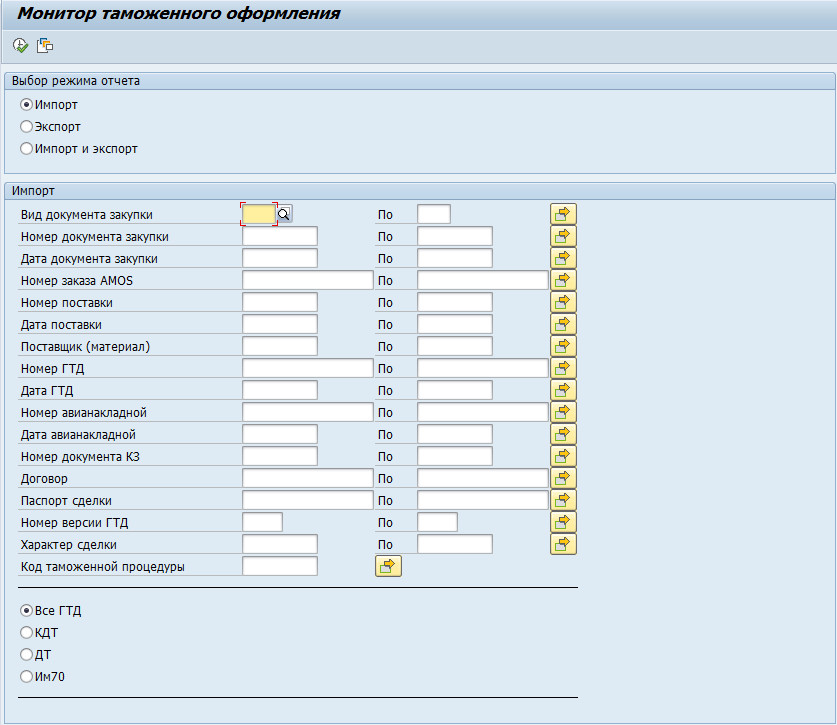 Монитор таможенного оформления
Выбор режима отчета
Импорт
Экспорт
Импорт и экспорт
Импорт
Вид документа закупки По
Номер документа закупки По
Дата документа закупки По
Номер заказа AMOS По
Номер поставки По
Дата поставки По
Поставщик (материал) По
Номер ГТД По
Дата ГТД По
Номер авианакладной По
Дата авианакладной По
Номер документа КЗ По
Договор По
Паспорт сделки По
Номер версии ГТД По
Характер сделки По
Код таможенной процедуры
Все ГТД
КДТ
ДТ
Им70